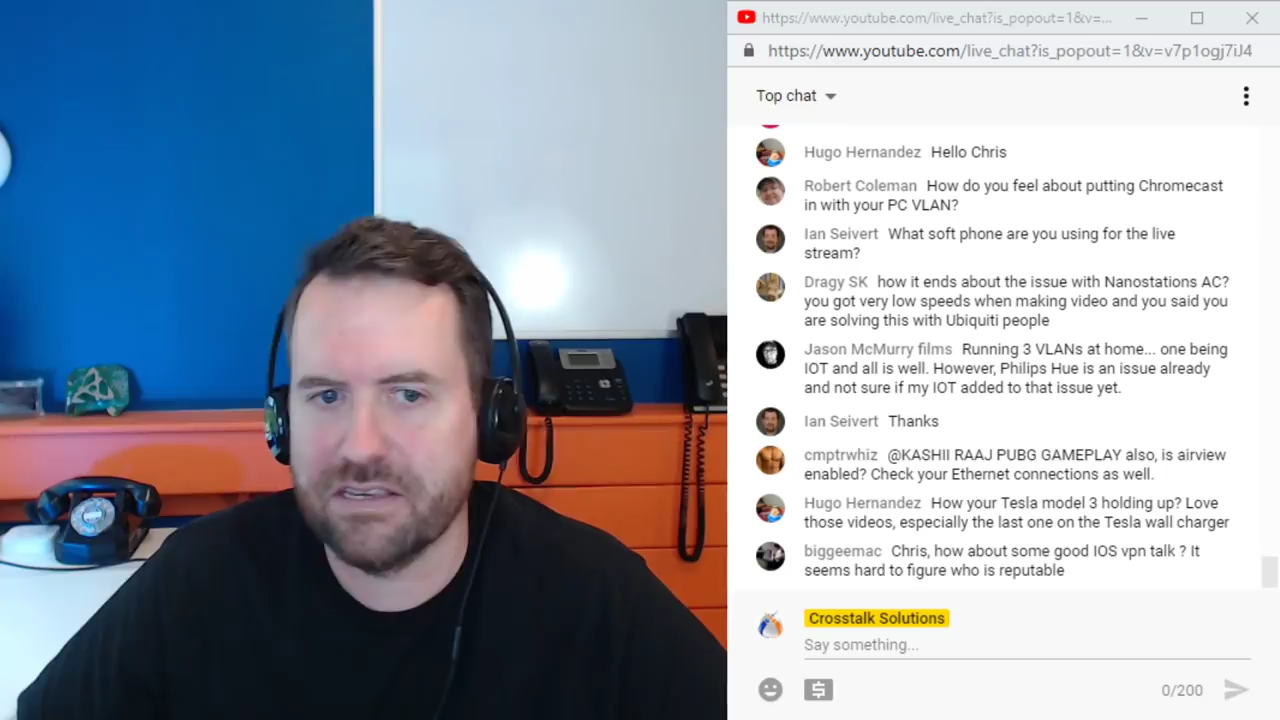 https://www.youtube.com/live_chat?is_popout=1&v=...
https://www.youtube.com/live_chat?is_popout=1&v=v7p1ogj7iJ4
Top chat
Hugo Hernandez Hello Chris
Robert Coleman How do you feel about putting Chromecast
in with your PC VLAN?
Ian Seivert What soft phone are you using for the live
stream?
Dragy SK how it ends about the issue with Nanostations AC?
you got very low speeds when making video and you said you
are solving this with Ubiquiti people
Jason McMurry films Running 3 VLANs at home... one being
IOT and all is well. However, Philips Hue is an issue already
and not sure if my IOT added to that issue yet.
Ian Seivert Thanks
cmptrwhiz @KASHII RAAJ PUBG GAMEPLAY also, is airview
enabled? Check your Ethernet connections as well.
Hugo Hernandez How your Tesla model 3 holding up? Love
those videos, especially the last one on the Tesla wall charger
biggeemac Chris, how about some good IOS vpn talk ? It
seems hard to figure who is reputable
Crosstalk Solutions
Say something...
0/200